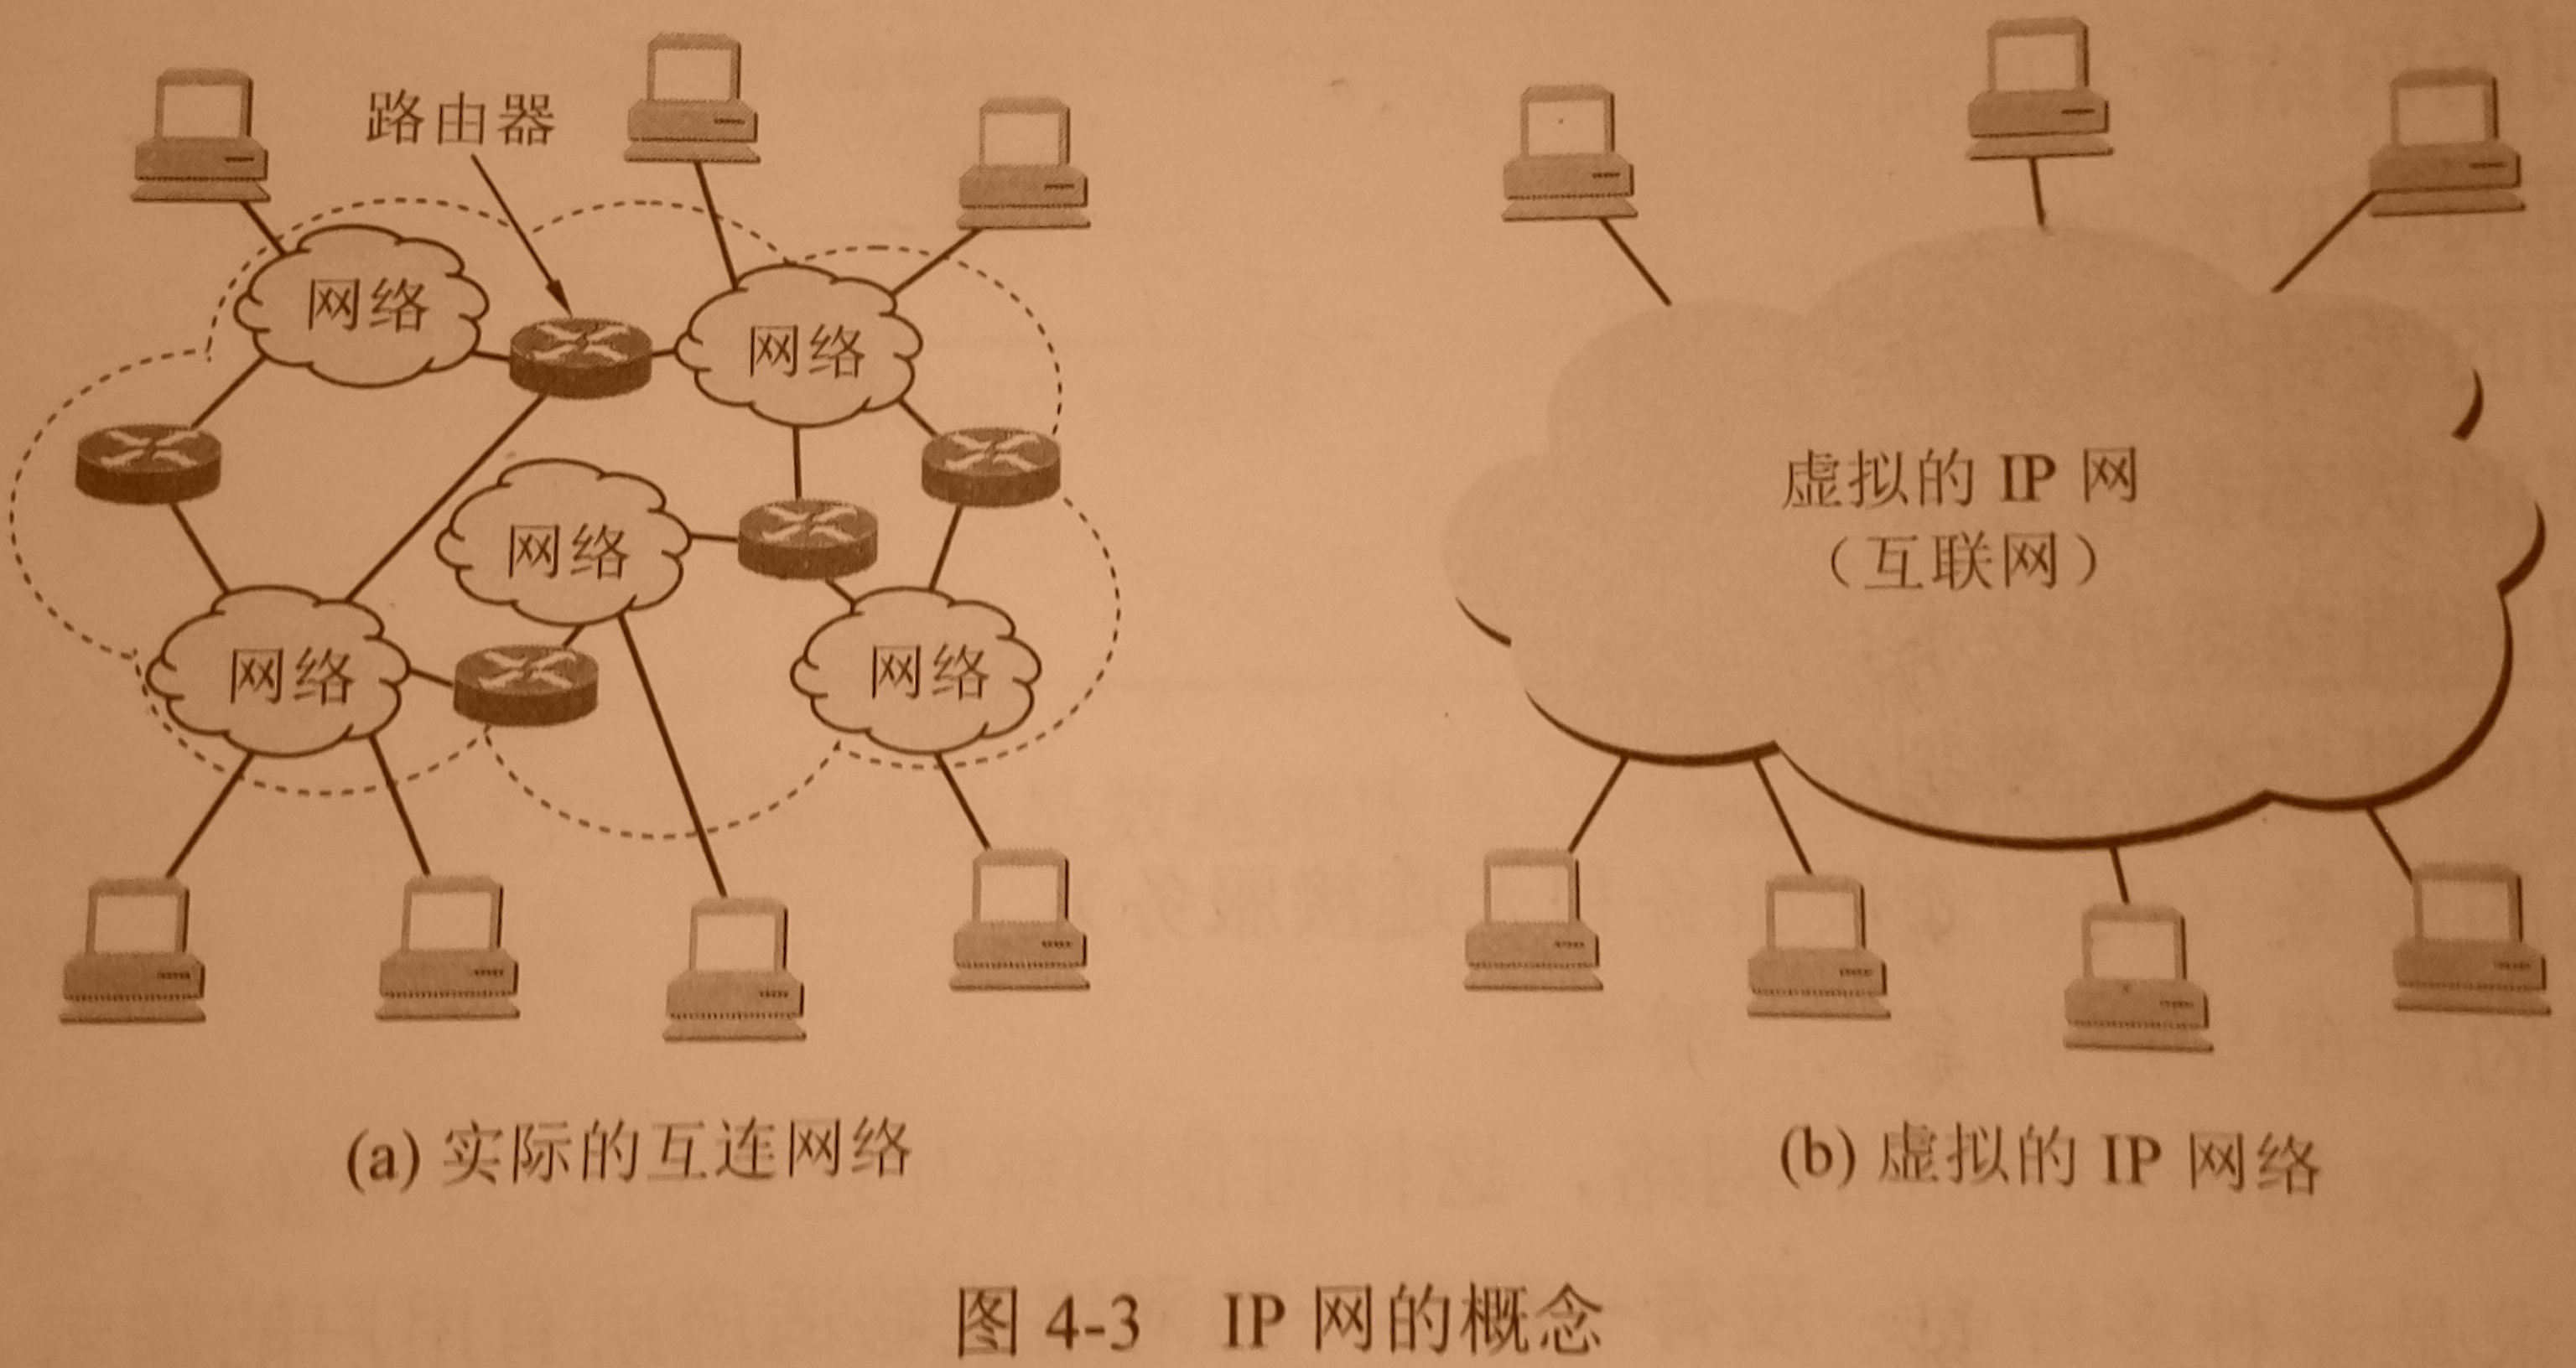 路由器
网络
网络
网络
网络
网络
虚拟的 IP 网
（互联网）
(a) 实际的互连网络
(b) 虚拟的 IP 网络
图 4-3 IP 网的概念